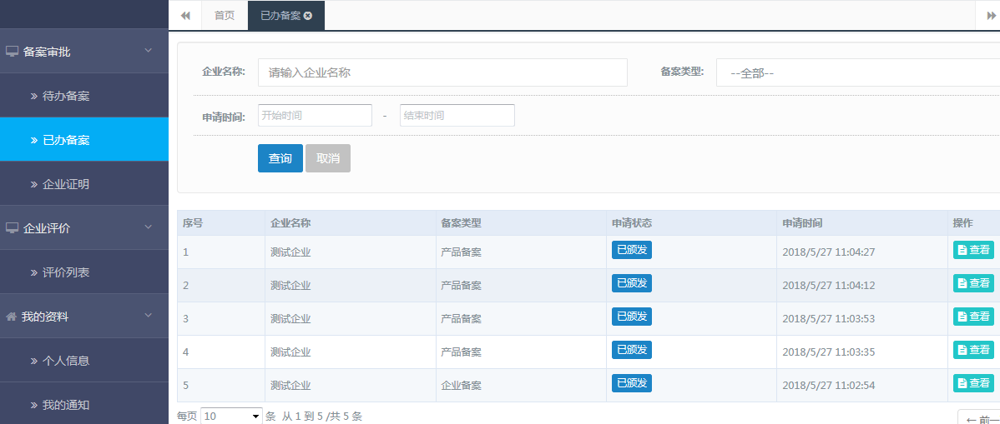 首页
已办备案
备案审批
待办备案
已办备案
企业证明
企业评价
评价列表
我的资料
个人信息
我的通知
企业名称: 请输入企业名称 备案类型: --全部--
申请时间: 开始时间 - 结束时间
查询 取消
序号 企业名称 备案类型 申请状态 申请时间 操作
1 测试企业 产品备案 已颁发 2018/5/27 11:04:27 查看
2 测试企业 产品备案 已颁发 2018/5/27 11:04:12 查看
3 测试企业 产品备案 已颁发 2018/5/27 11:03:53 查看
4 测试企业 产品备案 已颁发 2018/5/27 11:03:35 查看
5 测试企业 企业备案 已颁发 2018/5/27 11:02:54 查看
每页 10 条 从 1 到 5 /共 5 条 ← 前一